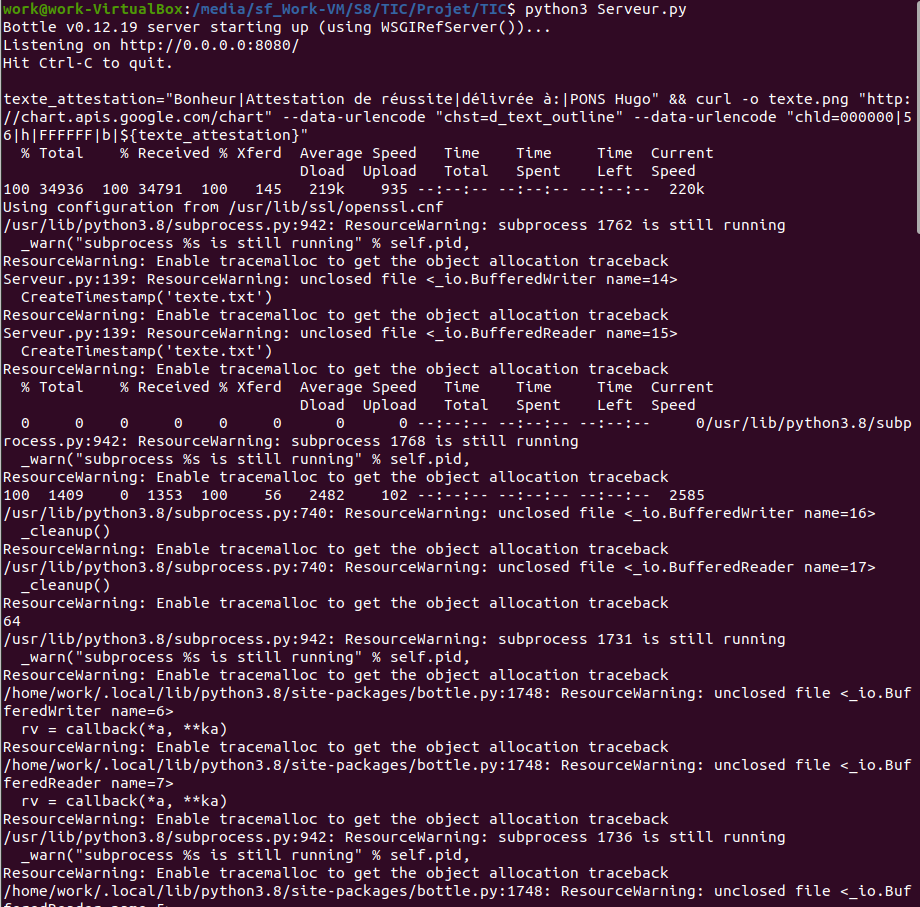 work@work-VirtualBox:/media/sf_Work-VM/S8/TIC/Projet/TIC$ python3 Serveur.py
Bottle v0.12.19 server starting up (using WSGIRefServer())...
Listening on http://0.0.0.0:8080/
Hit Ctrl-C to quit.

texte_attestation="Bonheur|Attestation de réussite|délivrée à:|PONS Hugo" && curl -o texte.png "http:
//chart.apis.google.com/chart" --data-urlencode "chst=d_text_outline" --data-urlencode "chld=000000|5
6|h|FFFFFF|b|${texte_attestation}"
  % Total    % Received % Xferd  Average Speed   Time    Time     Time  Current
                                 Dload  Upload   Total   Spent    Left  Speed
100 34936  100 34791  100   145   219k    935 --:--:-- --:--:-- --:--:--  220k
Using configuration from /usr/lib/ssl/openssl.cnf
/usr/lib/python3.8/subprocess.py:942: ResourceWarning: subprocess 1762 is still running
  _warn("subprocess %s is still running" % self.pid,
ResourceWarning: Enable tracemalloc to get the object allocation traceback
Serveur.py:139: ResourceWarning: unclosed file <_io.BufferedWriter name=14>
  CreateTimestamp('texte.txt')
ResourceWarning: Enable tracemalloc to get the object allocation traceback
Serveur.py:139: ResourceWarning: unclosed file <_io.BufferedReader name=15>
  CreateTimestamp('texte.txt')
ResourceWarning: Enable tracemalloc to get the object allocation traceback
  % Total    % Received % Xferd  Average Speed   Time    Time     Time  Current
                                 Dload  Upload   Total   Spent    Left  Speed
  0     0    0     0    0     0      0      0 --:--:-- --:--:-- --:--:--     0/usr/lib/python3.8/subp
rocess.py:942: ResourceWarning: subprocess 1768 is still running
  _warn("subprocess %s is still running" % self.pid,
ResourceWarning: Enable tracemalloc to get the object allocation traceback
100  1409    0  1353  100    56   2482    102 --:--:-- --:--:-- --:--:--  2585
/usr/lib/python3.8/subprocess.py:740: ResourceWarning: unclosed file <_io.BufferedWriter name=16>
  _cleanup()
ResourceWarning: Enable tracemalloc to get the object allocation traceback
/usr/lib/python3.8/subprocess.py:740: ResourceWarning: unclosed file <_io.BufferedReader name=17>
  _cleanup()
ResourceWarning: Enable tracemalloc to get the object allocation traceback
64
/usr/lib/python3.8/subprocess.py:942: ResourceWarning: subprocess 1731 is still running
  _warn("subprocess %s is still running" % self.pid,
ResourceWarning: Enable tracemalloc to get the object allocation traceback
/home/work/.local/lib/python3.8/site-packages/bottle.py:1748: ResourceWarning: unclosed file <_io.Buf
feredWriter name=6>
  rv = callback(*a, **ka)
ResourceWarning: Enable tracemalloc to get the object allocation traceback
/home/work/.local/lib/python3.8/site-packages/bottle.py:1748: ResourceWarning: unclosed file <_io.Buf
feredReader name=7>
  rv = callback(*a, **ka)
ResourceWarning: Enable tracemalloc to get the object allocation traceback
/usr/lib/python3.8/subprocess.py:942: ResourceWarning: subprocess 1736 is still running
  _warn("subprocess %s is still running" % self.pid,
ResourceWarning: Enable tracemalloc to get the object allocation traceback
/home/work/.local/lib/python3.8/site-packages/bottle.py:1748: ResourceWarning: unclosed file <_io.Buf